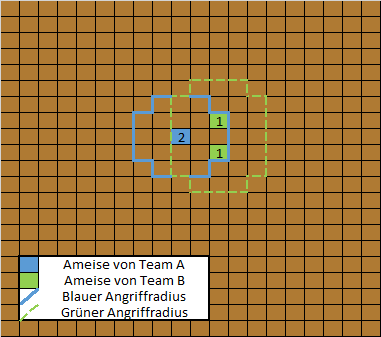 1
2
1
Ameise von Team A
Ameise von Team B
Blauer Angriffradius
Grüner Angriffradius